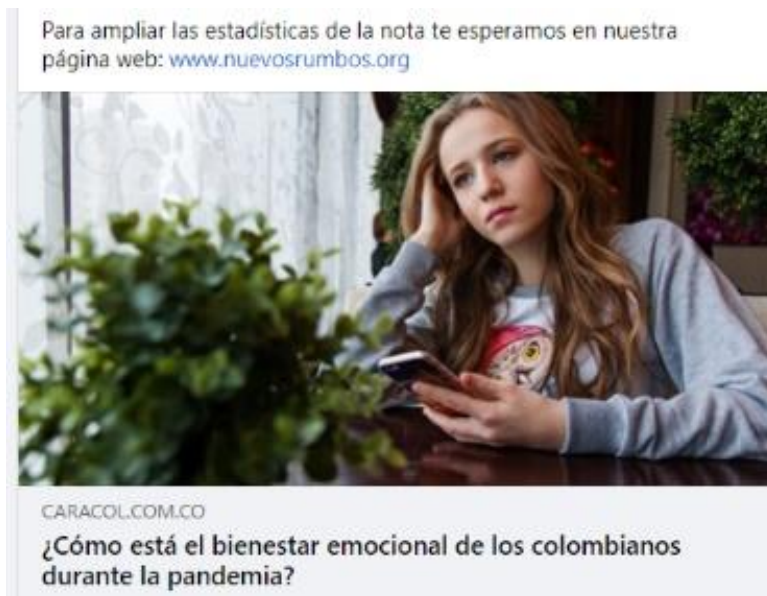 Para ampliar las estadísticas de la nota te esperamos en nuestra
página web: www.nuevosrumbos.org
CARACOL.COM.CO
¿Cómo está el bienestar emocional de los colombianos
durante la pandemia?